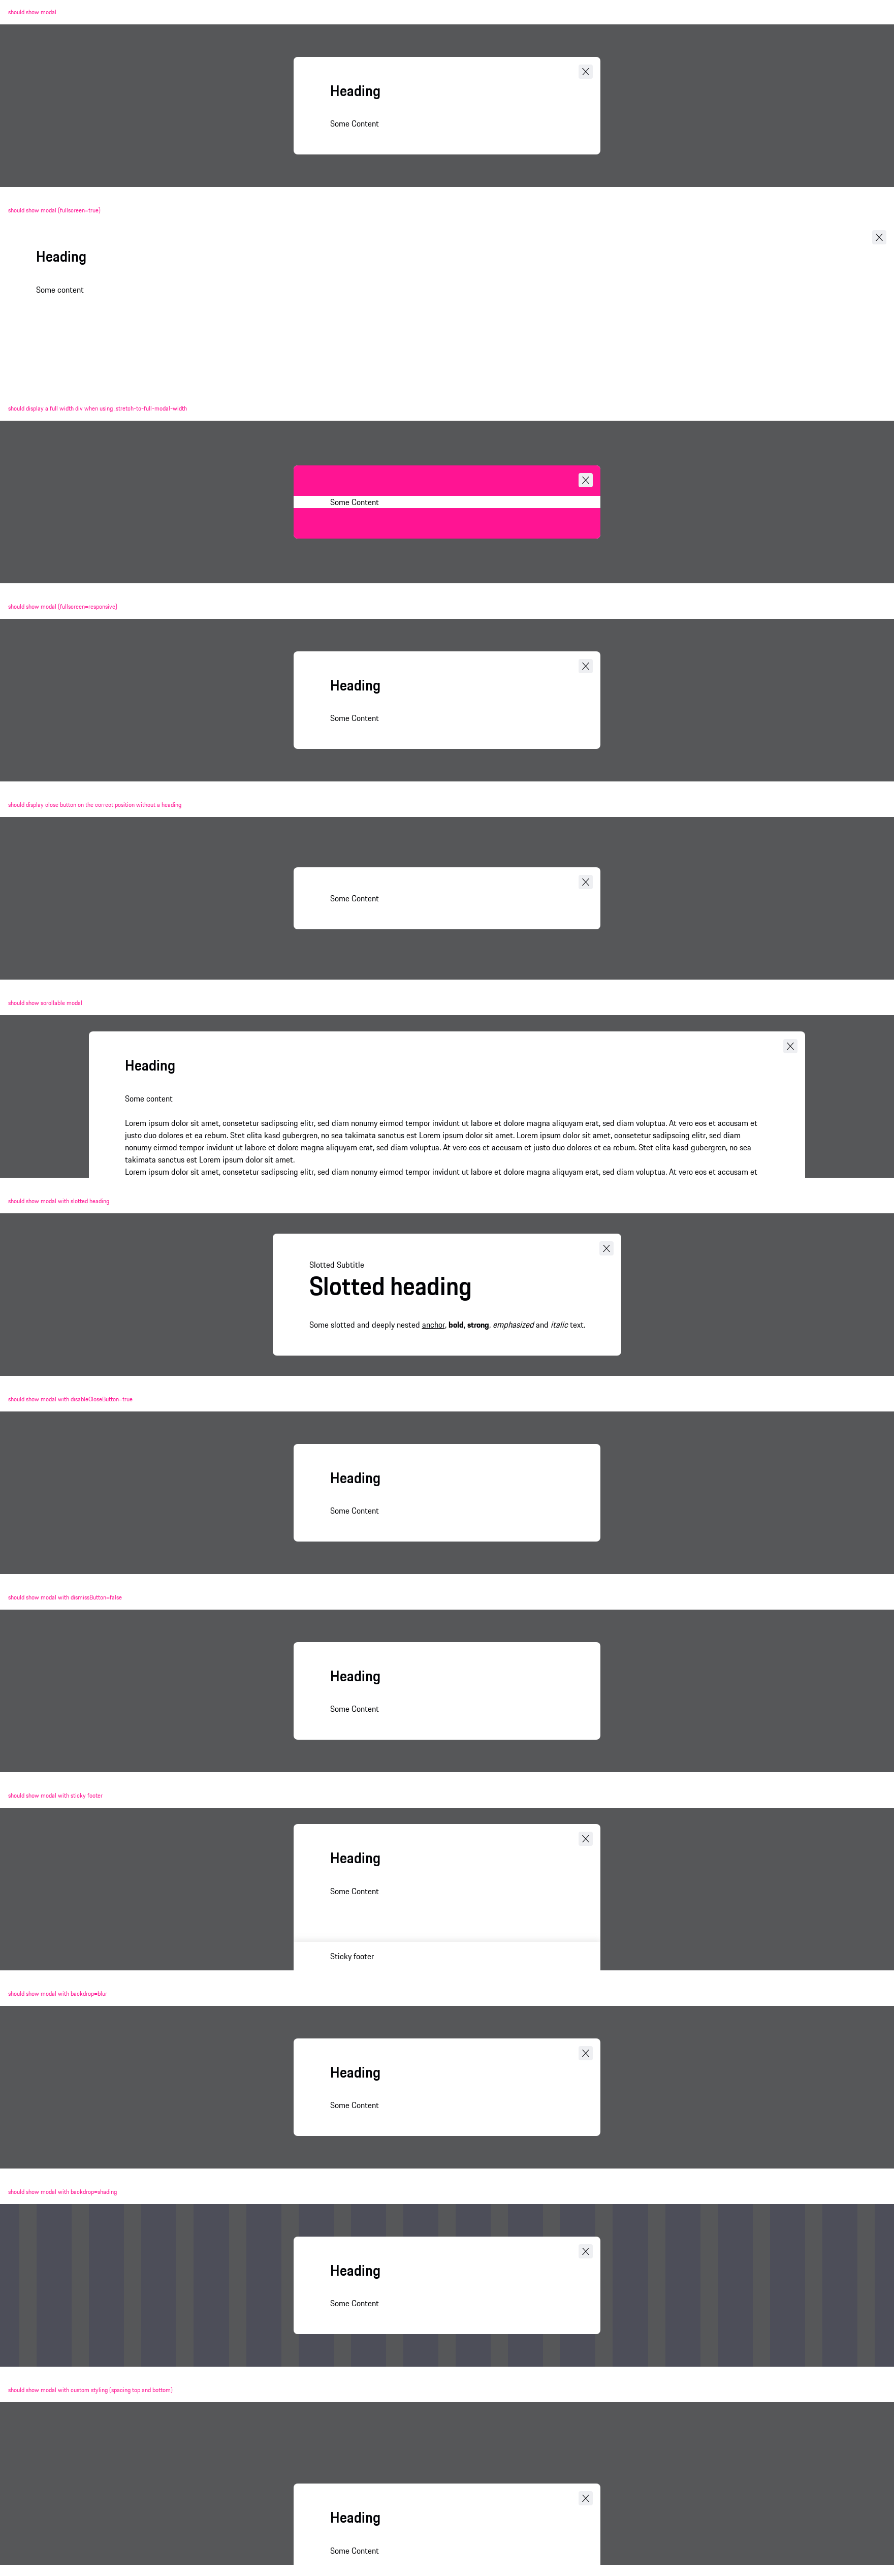 should show modal
Heading
Some Content
should show modal (fullscreen=true)
Heading
Some content
should display a full width div when using .stretch-to-full-modal-width
Some Content
should show modal (fullscreen=responsive)
Heading
Some Content
should display close button on the correct position without a heading
Some Content
should show scrollable modal
Heading
Some content
Lorem ipsum dolor sit amet, consetetur sadipscing elitr, sed diam nonumy eirmod tempor invidunt ut labore et dolore magna aliquyam erat, sed diam voluptua. At vero eos et accusam et
justo duo dolores et ea rebum. Stet clita kasd gubergren, no sea takimata sanctus est Lorem ipsum dolor sit amet. Lorem ipsum dolor sit amet, consetetur sadipscing elitr, sed diam
nonumy eirmod tempor invidunt ut labore et dolore magna aliquyam erat, sed diam voluptua. At vero eos et accusam et justo duo dolores et ea rebum. Stet clita kasd gubergren, no sea
takimata sanctus est Lorem ipsum dolor sit amet.
Lorem ipsum dolor sit amet, consetetur sadipscing elitr, sed diam nonumy eirmod tempor invidunt ut labore et dolore magna aliquyam erat, sed diam voluptua. At vero eos et accusam et
should show modal with slotted heading
Slotted Subtitle
Slotted heading
Some slotted and deeply nested anchor, bold, strong, emphasized and italic text.
should show modal with disableCloseButton=true
Heading
Some Content
should show modal with dismissButton=false
Heading
Some Content
should show modal with sticky footer
Heading
Some Content
Sticky footer
should show modal with backdrop=blur
Heading
Some Content
should show modal with backdrop=shading
Heading
Some Content
should show modal with custom styling (spacing top and bottom)
Heading
Some Content